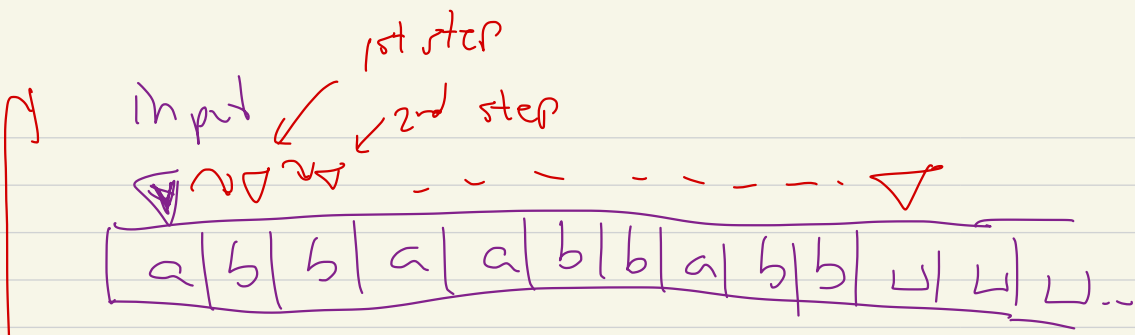 1st step
input
2nd step
a b b a a b b a b b ⊔ ⊔ ⊔ ..